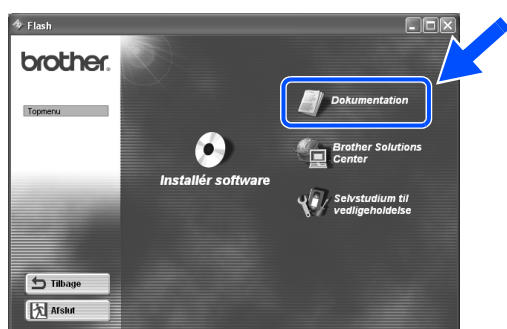 Flash
brother.
Topmenu
Dokumentation
Brother Solutions
Center
Installér software
Selvstudium til
vedligeholdelse
Tilbage
Afslut